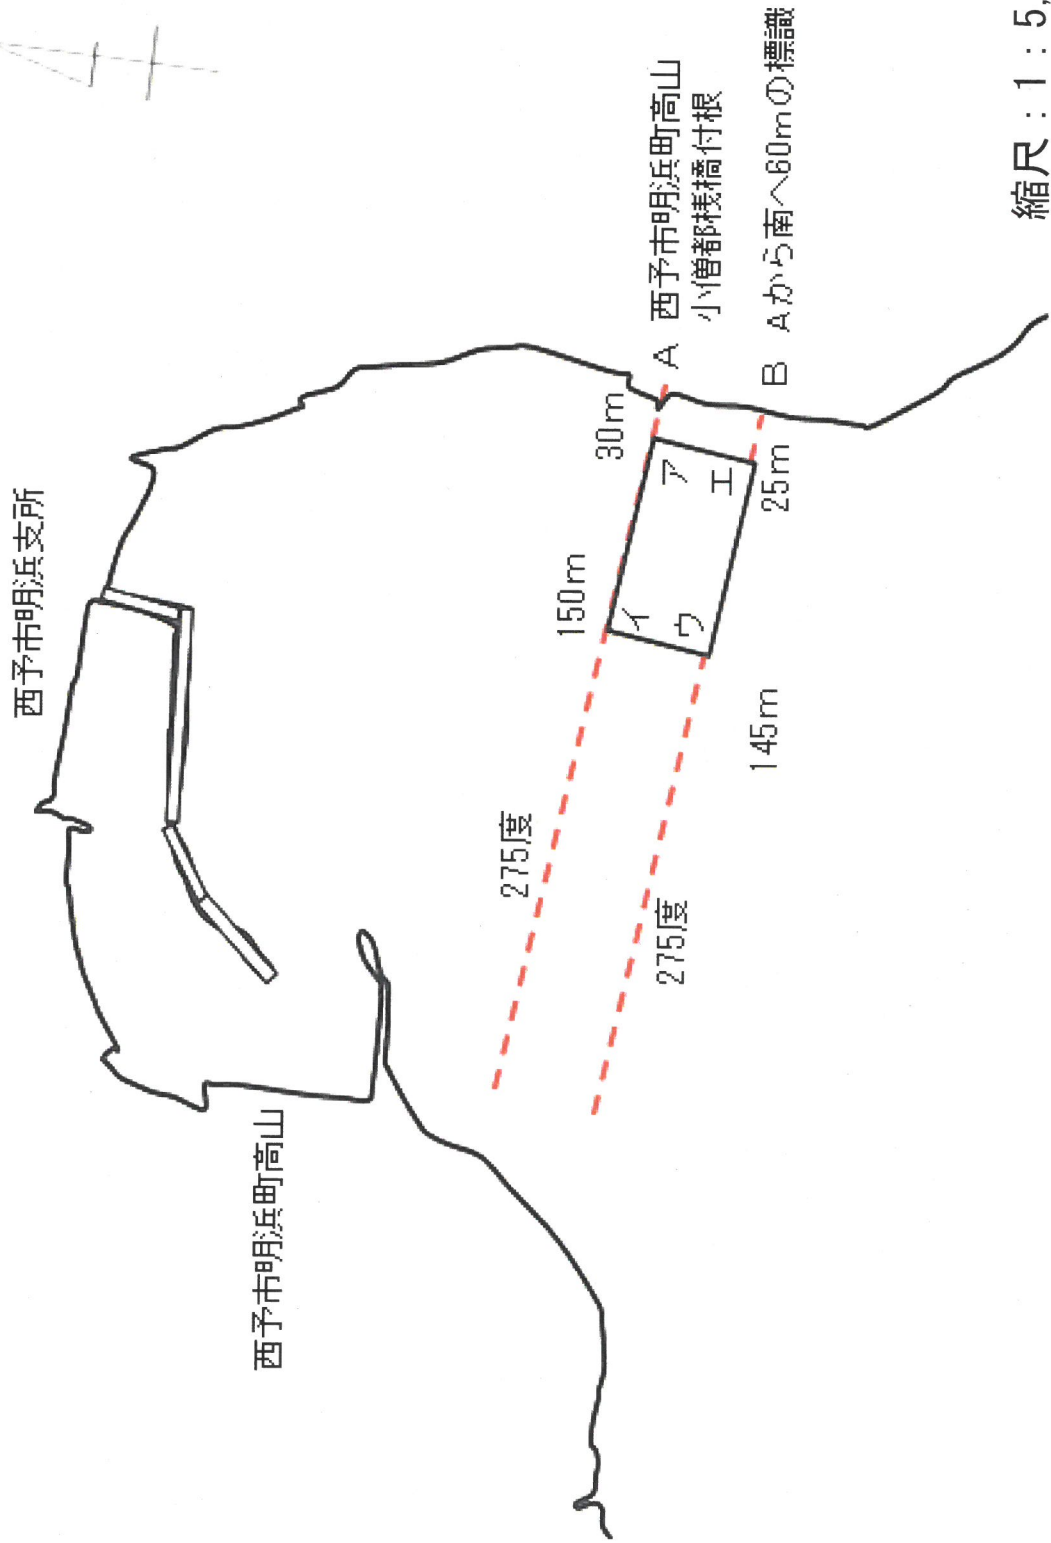 西予市明浜支所
西予市明浜町高山
275度
150m
30m
A 西予市明浜町高山
小僧都桟橋付根
ア
イ
ウ
エ
275度
145m
25m
B Aから南へ60mの標識
縮尺:1:5,